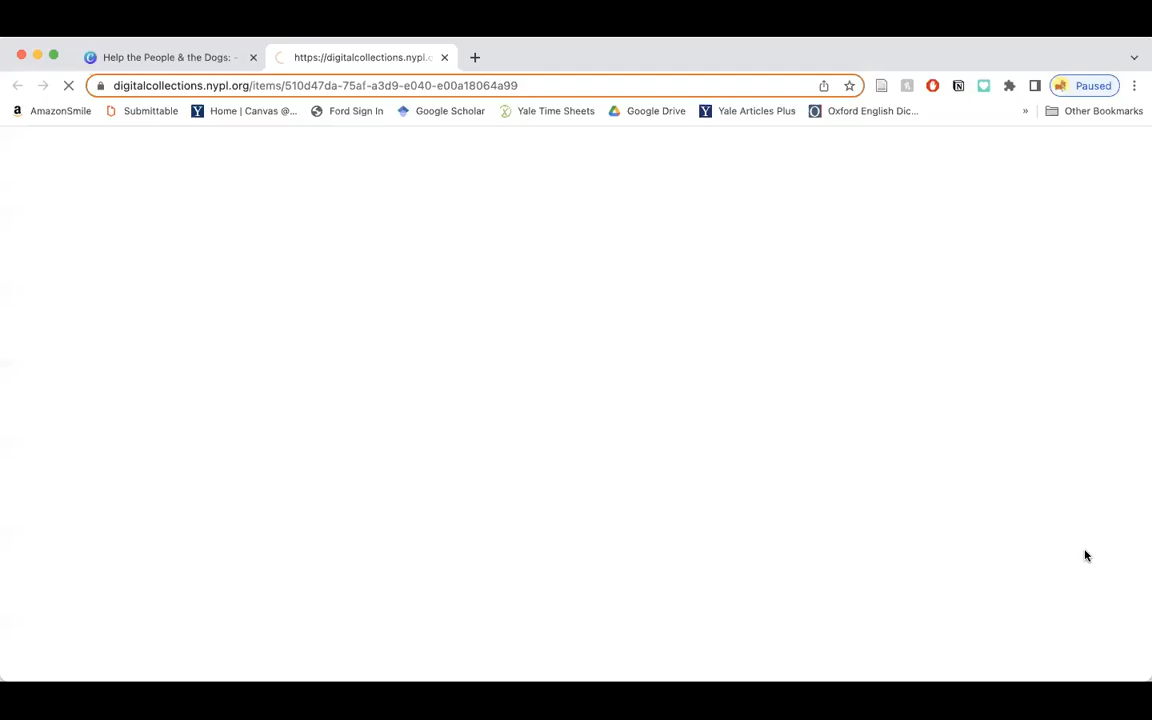 Help the People & the Dogs: -
https://digitalcollections.nypl.c
digitalcollections.nypl.org/items/510d47da-75af-a3d9-e040-e00a18064a99
Paused
AmazonSmile
Submittable
Home | Canvas @...
Ford Sign In
Google Scholar
Yale Time Sheets
Google Drive
Yale Articles Plus
Oxford English Dic...
»
Other Bookmarks